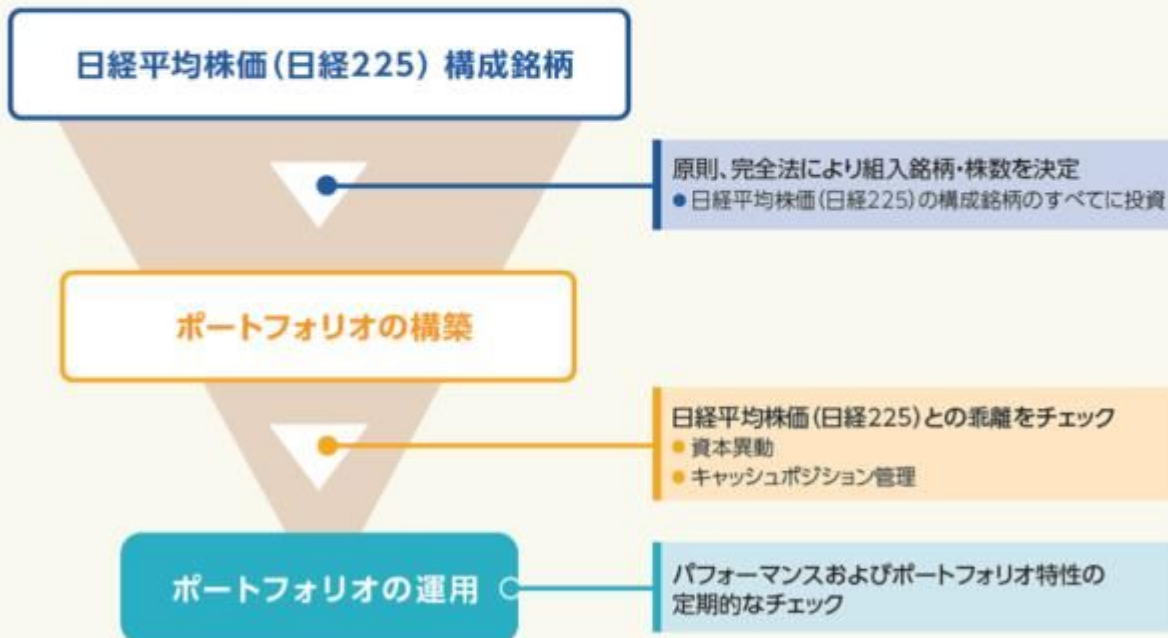 日経平均株価(日経225) 構成銘柄
原則、完全法により組入銘柄・株数を決定
●日経平均株価(日経225)の構成銘柄のすべてに投資
ポートフォリオの構築
日経平均株価(日経225)との乖離をチェック
●資本異動
●キャッシュポジション管理
ポートフォリオの運用
パフォーマンスおよびポートフォリオ特性の
定期的なチェック